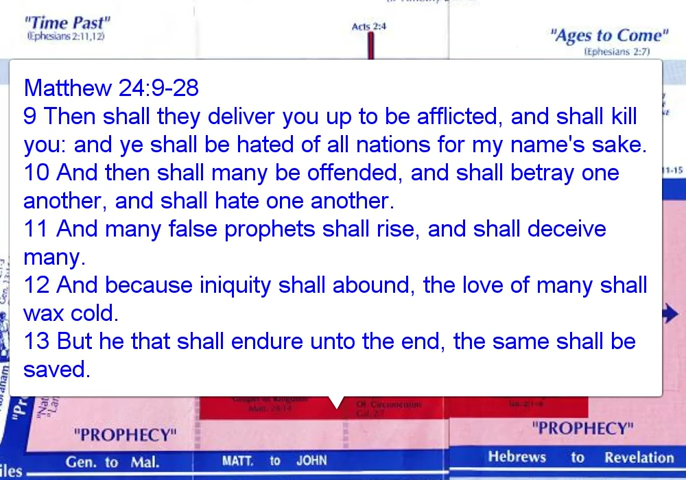 "Time Past"
(Ephesians 2:11,12)
Acts 2:4
"Ages to Come"
(Ephesians 2:7)
Matthew 24:9-28
9 Then shall they deliver you up to be afflicted, and shall kill
you: and ye shall be hated of all nations for my name's sake.
10 And then shall many be offended, and shall betray one
another, and shall hate one another.
11 And many false prophets shall rise, and shall deceive
many.
12 And because iniquity shall abound, the love of many shall
wax cold.
13 But he that shall endure unto the end, the same shall be
saved.
11-15
Of Circumcision
"PROPHECY"
"PROPHECY"
Gen. to Mal.
MATT. to JOHN
Hebrews to Revelation